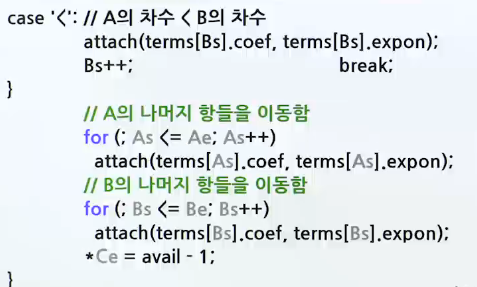 case '<': // A의 차수 < B의 차수
attach(terms[Bs].coef, terms[Bs].expon);
Bs++; break;
}
// A의 나머지 항들을 이동함
for (; As <= Ae; As++)
attach(terms[As].coef, terms[As].expon);
// B의 나머지 항들을 이동함
for (; Bs <= Be; Bs++)
attach(terms[Bs].coef, terms[Bs].expon);
*Ce = avail - 1;
}